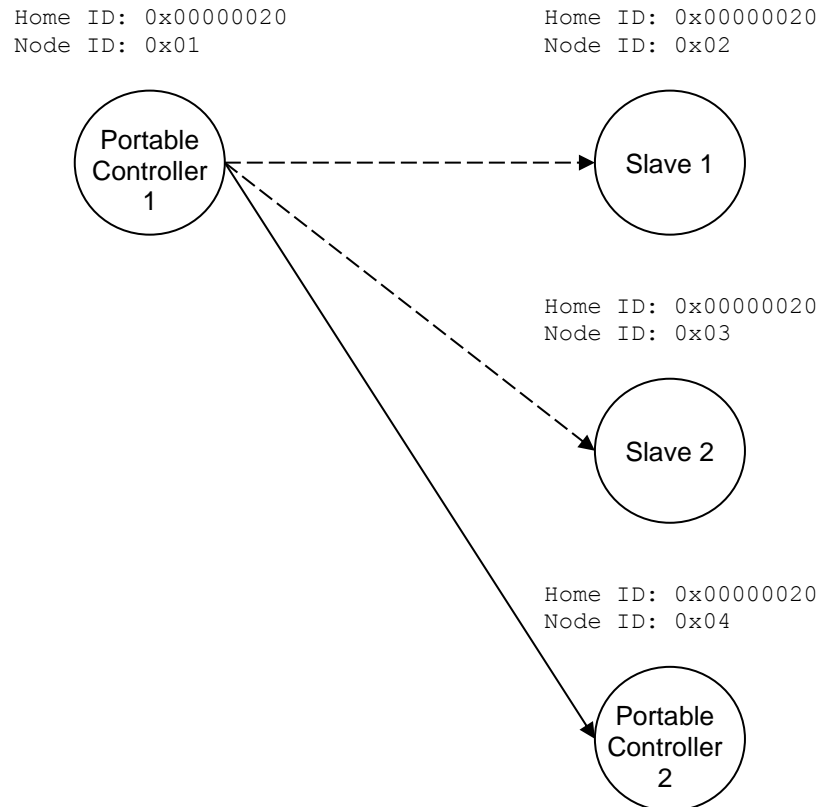 Home ID: 0x00000020
Node ID: 0x01
Home ID: 0x00000020
Node ID: 0x02
Portable
Controller
1
Slave 1
Home ID: 0x00000020
Node ID: 0x03
Slave 2
Home ID: 0x00000020
Node ID: 0x04
Portable
Controller
2